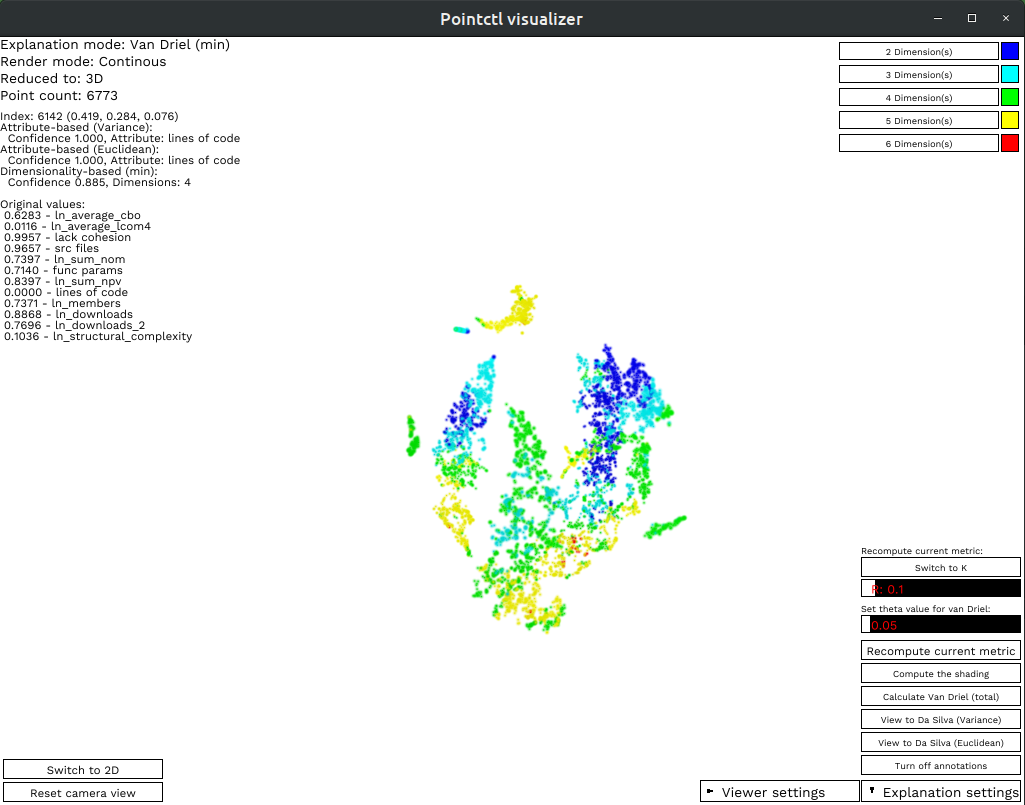 Pointctl visualizer
Explanation mode: Van Driel (min)
Render mode: Continous
Reduced to: 3D
Point count: 6773
Index: 6142 (0.419, 0.284, 0.076)
Attribute-based (Variance):
Confidence 1.000, Attribute: lines of code
Attribute-based (Euclidean):
Confidence 1.000, Attribute: lines of code
Dimensionality-based (min):
Confidence 0.885, Dimensions: 4
Original values:
0.6283 - ln_average_cbo
0.0116 - ln_average_lcom4
0.9957 - lack cohesion
0.9657 - src files
0.7397 - ln_sum_nom
0.7140 - func params
0.8397 - ln_sum_npv
0.0000 - lines of code
0.7371 - ln_members
0.8868 - ln_downloads
0.7696 - ln_downloads_2
0.1036 - ln_structural_complexity
2 Dimension(s)
3 Dimension(s)
4 Dimension(s)
5 Dimension(s)
6 Dimension(s)
Recompute current metric:
Switch to K
R: 0.1
Set theta value for van Driel:
0.05
Recompute current metric
Compute the shading
Calculate Van Driel (total)
View to Da Silva (Variance)
View to Da Silva (Euclidean)
Turn off annotations
Switch to 2D
Reset camera view
Viewer settings
Explanation settings